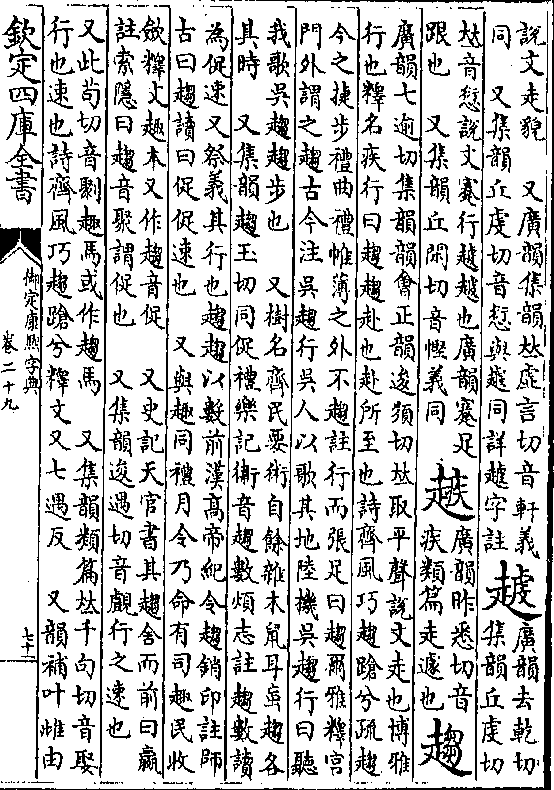 説文走貌　又廣韻集韻𠀤虛言切音軒義
同　又集韻丘虔切音愆與同詳字註
廣韻去乾切
集韻丘虔切
𠀤音愆説文蹇行也廣韻蹇足
跟也　又集韻丘閑切音慳義同
廣韻昨悉切音
疾類篇走遽也
趨
廣韻七逾切集韻韻會正韻逡須切𠀤取平聲説文走也博雅
行也釋名疾行曰趨趨赴也赴所至也詩齊風巧趨蹌兮疏趨
今之捷步禮曲禮帷薄之外不趨註行而張足曰趨爾雅釋宮
門外謂之趨古今注吳趨行吳人以歌其地陸機吳趨行曰聽
我歌吳趨趨步也　又樹名齊民要術自餘雜木鼠耳䖟趨各
其時　又集韻趨玉切同促禮樂記衛音趨數煩志註趨數讀
為促速又祭義其行也趨趨以數前漢高帝紀令趨銷印註師
古曰趨讀曰促促速也　又與趣同禮月令乃命有司趣民收
斂釋文趣本又作趨音促　又史記天官書其趨舍而前曰贏
註索隱曰趨音聚謂促也　又集韻逡遇切音覷行之速也
又此苟切音剽趣馬或作趨馬　又集韻類篇𠀤千句切音娶
行也速也詩齊風巧趨蹌兮釋文又七遇反　又韻補叶雌由
欽定四庫全書
御定康熙字典
卷二十九
七十一